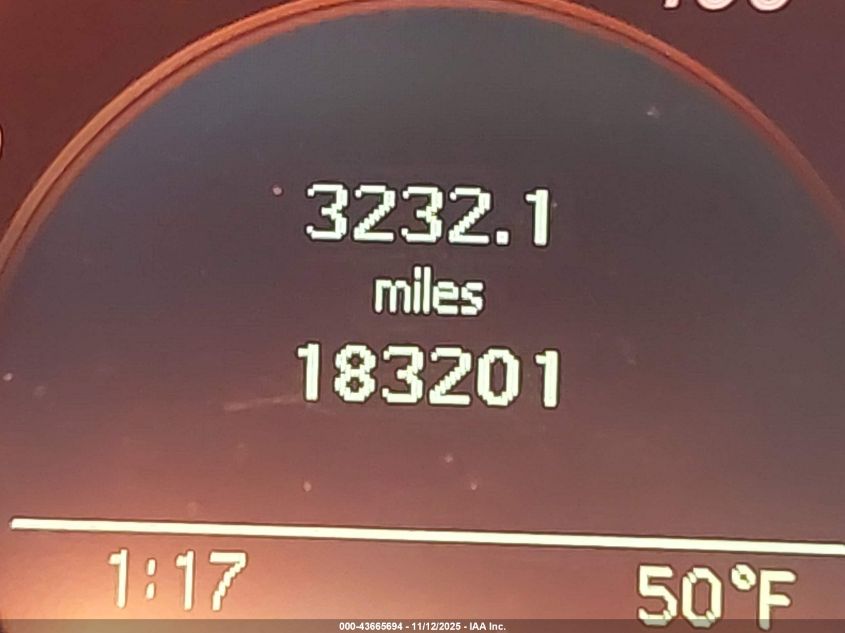 3232.1
miles
183201
1:17 50°F
000-43665694 - 11/12/2025 - IAA Inc.